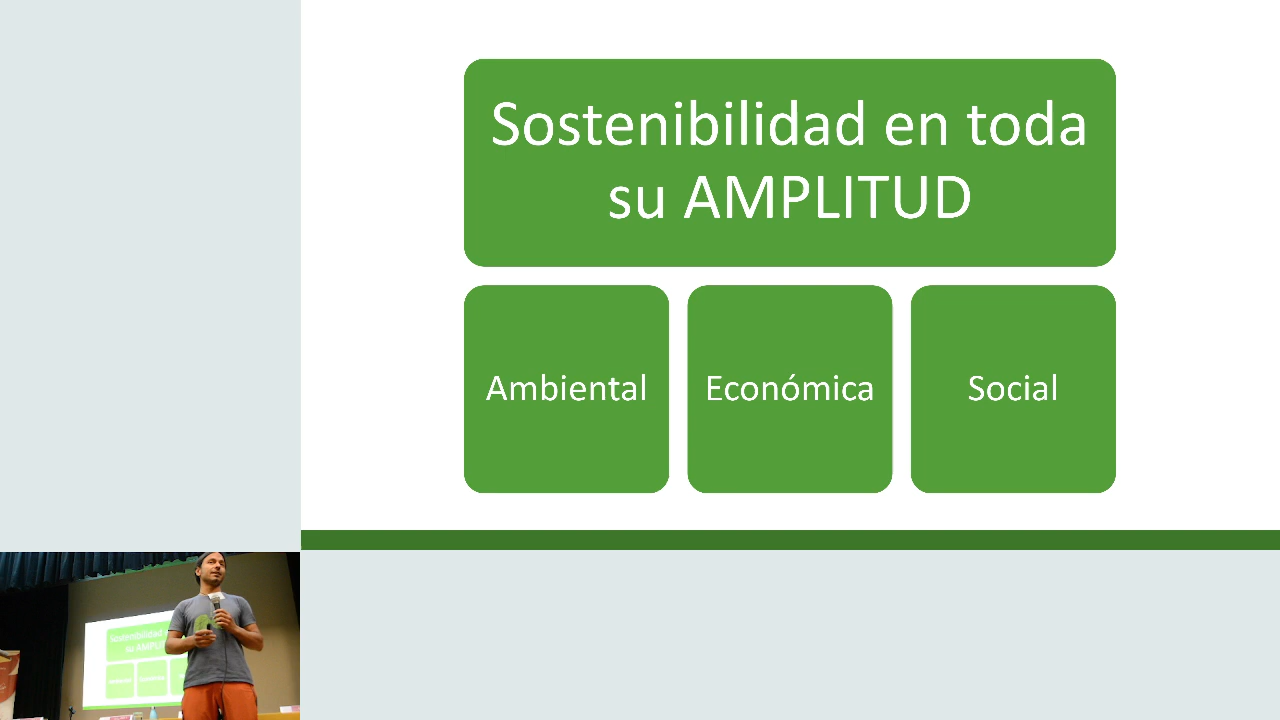 Sostenibilidad en toda
su AMPLITUD
Ambiental
Económica
Social